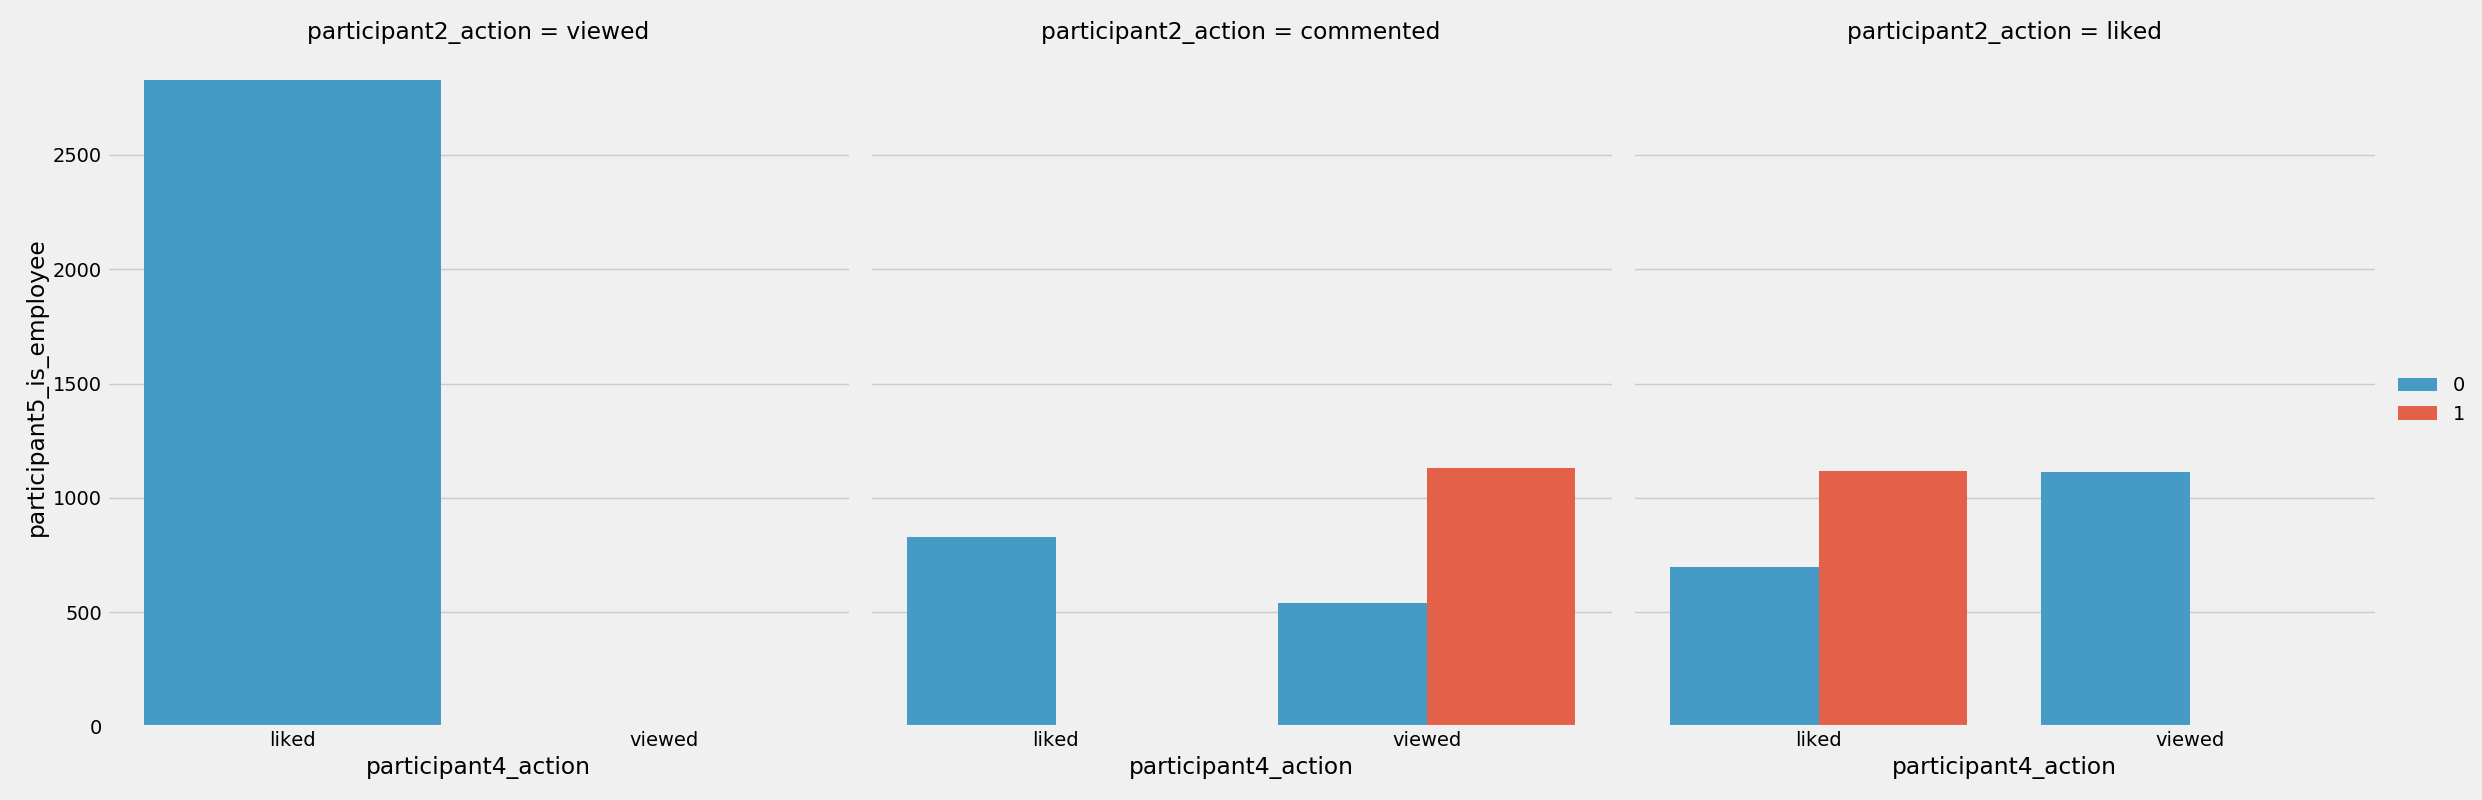 participant2_action = viewed
participant2_action = commented
participant2_action = liked
participant5_is_employee
2500
2000
1500
1000
500
0
liked
viewed
liked
viewed
liked
viewed
participant4_action
participant4_action
participant4_action
0
1